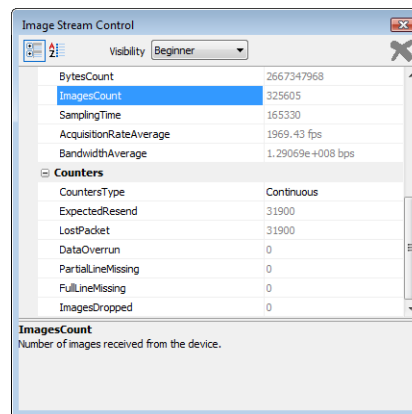 Image Stream Control
Visibility Beginner
BytesCount 2667347968
ImagesCount 325605
SamplingTime 165330
AcquisitionRateAverage 1969.43 fps
BandwidthAverage 1.29069e+008 bps
Counters
CountersType Continuous
ExpectedResend 31900
LostPacket 31900
DataOverrun 0
PartialLineMissing 0
FullLineMissing 0
ImagesDropped 0
ImagesCount
Number of images received from the device.